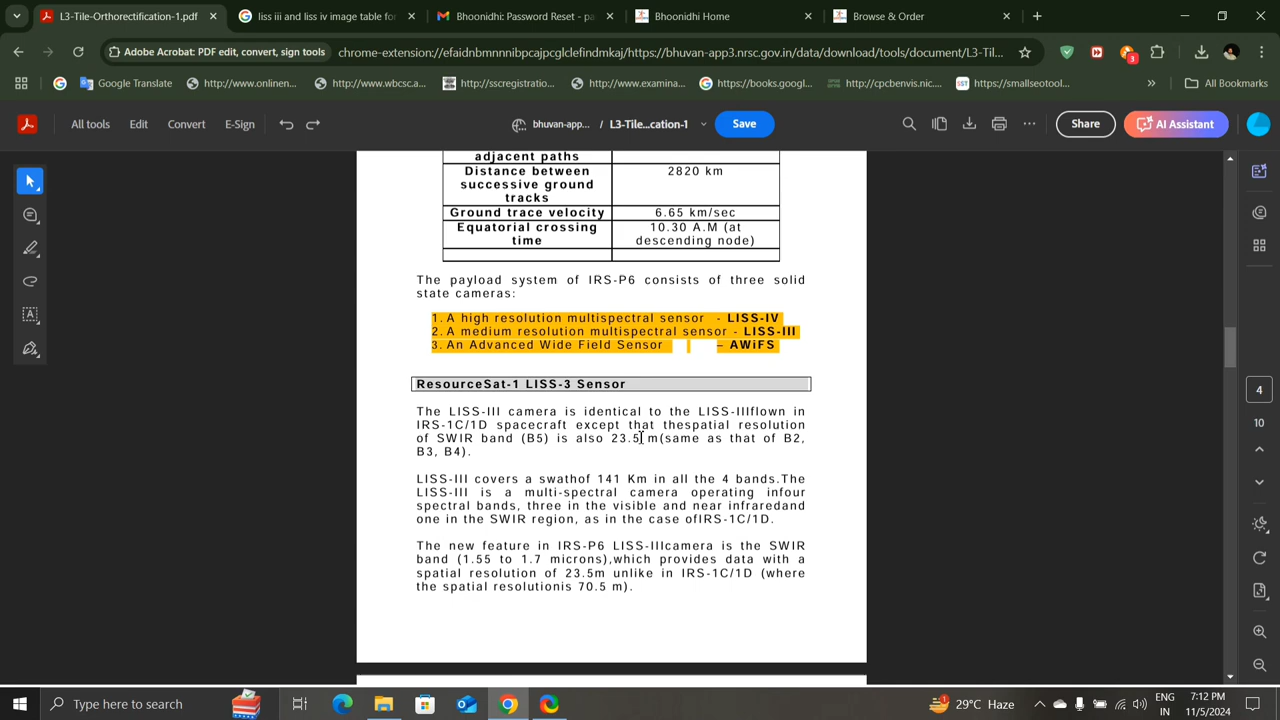 L3-Tile-Orthorectification-1.pdf
liss iii and liss iv image table fo
Bhoonidhi: Password Reset - pa
Bhoonidhi Home
Browse & Order
Adobe Acrobat: PDF edit, convert, sign tools
chrome-extension://efaidnbmnnnibpcajpcglclefindmkaj/https://bhuvan-app3.nrsc.gov.in/data/download/tools/document/L3-Til...
3
Google Translate
http://www.onlinen...
http://www.wbcsc.a...
http://sscregistratio...
http://www.examina...
https://books.googl...
http://cpcbenvis.nic....
https://smallseotool...
All Bookmarks
All tools
Edit
Convert
E-Sign
bhuvan-app...
/ L3-Tile...cation-1
Save
Share
AI Assistant
adjacent paths
Distance between
successive ground
tracks
2820 km
Ground trace velocity
6.65 km/sec
Equatorial crossing
time
10.30 A.M (at
descending node)
The payload system of IRS-P6 consists of three solid
state cameras:
1. A high resolution multispectral sensor - LISS-IV
2. A medium resolution multispectral sensor - LISS-III
3. An Advanced Wide Field Sensor – AWiFS
ResourceSat-1 LISS-3 Sensor
The LISS-III camera is identical to the LISS-IIIflown in
IRS-1C/1D spacecraft except that thespatial resolution
of SWIR band (B5) is also 23.5 m(same as that of B2,
B3, B4).
LISS-III covers a swathof 141 Km in all the 4 bands.The
LISS-III is a multi-spectral camera operating infour
spectral bands, three in the visible and near infraredand
one in the SWIR region, as in the case ofIRS-1C/1D.
The new feature in IRS-P6 LISS-IIIcamera is the SWIR
band (1.55 to 1.7 microns),which provides data with a
spatial resolution of 23.5m unlike in IRS-1C/1D (where
the spatial resolutionis 70.5 m).
4
10
Type here to search
29°C Haze
ENG
IN
7:12 PM
11/5/2024